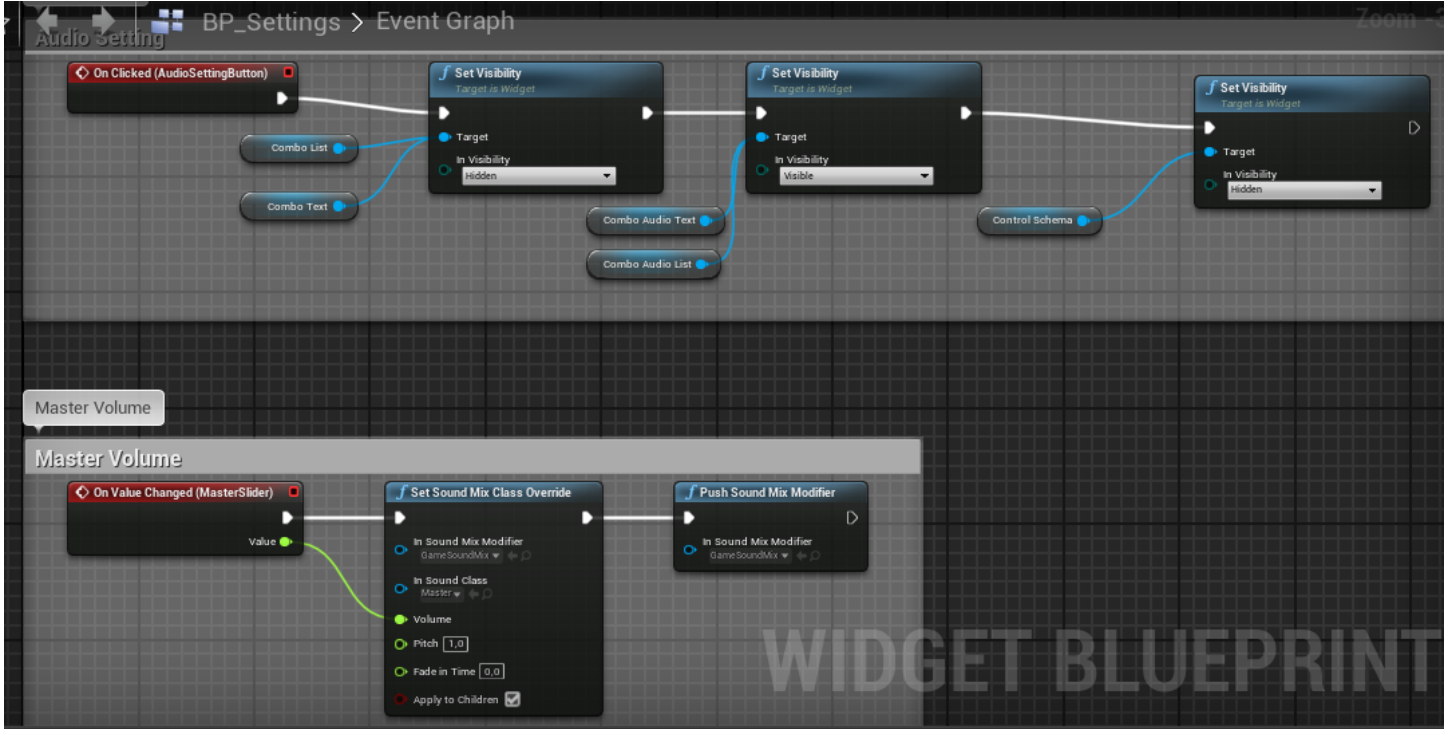 BP_Settings > Event Graph
Zoom -3
Audio Setting
On Clicked (AudioSettingButton)
Combo List
Combo Text
Set Visibility
Target is Widget
Target
In Visibility
Hidden
Combo Audio Text
Combo Audio List
Set Visibility
Target is Widget
Target
In Visibility
Visible
Control Schema
Set Visibility
Target is Widget
Target
In Visibility
Hidden
Master Volume
Master Volume
On Value Changed (MasterSlider)
Value
Set Sound Mix Class Override
In Sound Mix Modifier
GameSoundMix
In Sound Class
Master
Volume
Pitch 1,0
Fade in Time 0,0
Apply to Children
Push Sound Mix Modifier
In Sound Mix Modifier
GameSoundMix
WIDGET BLUEPRINT